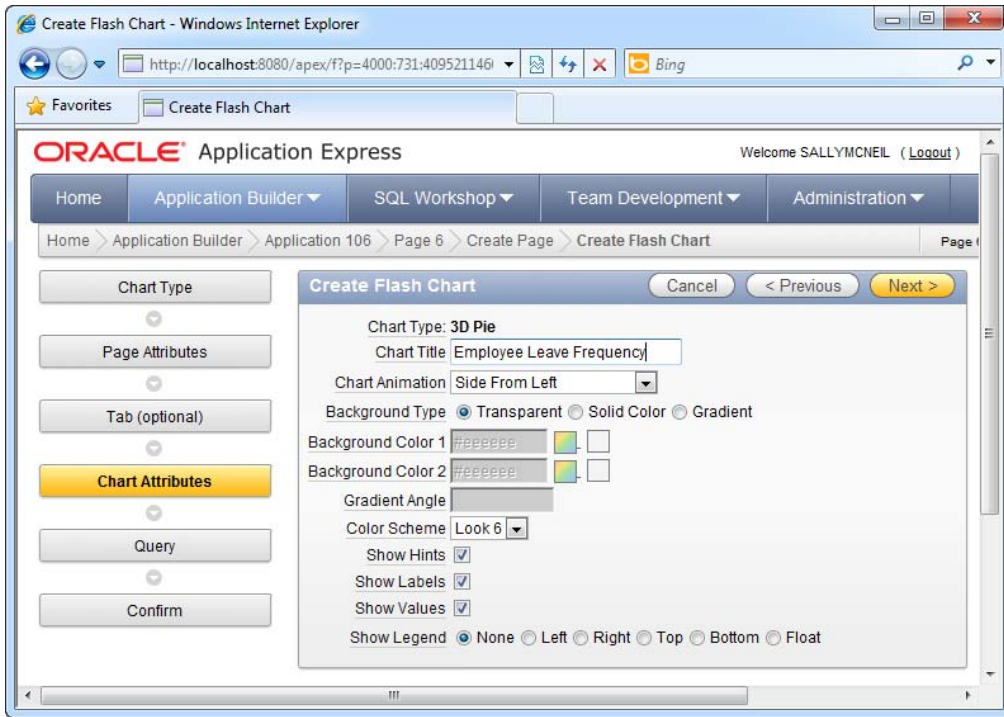 Create Flash Chart - Windows Internet Explorer
http://localhost:8080/apex/f?p=4000:731:409521146
Bing
Favorites
Create Flash Chart
ORACLE Application Express
Welcome SALLYMCNEIL ( Logout )
Home
Application Builder
SQL Workshop
Team Development
Administration
Home Application Builder Application 106 Page 6 Create Page Create Flash Chart
Page
Chart Type
Page Attributes
Tab (optional)
Chart Attributes
Query
Confirm
Create Flash Chart
Cancel
< Previous
Next >
Chart Type: 3D Pie
Chart Title Employee Leave Frequency
Chart Animation Side From Left
Background Type Transparent Solid Color Gradient
Background Color 1 #eeeeee
Background Color 2 #eeeeee
Gradient Angle
Color Scheme Look 6
Show Hints
Show Labels
Show Values
Show Legend None Left Right Top Bottom Float